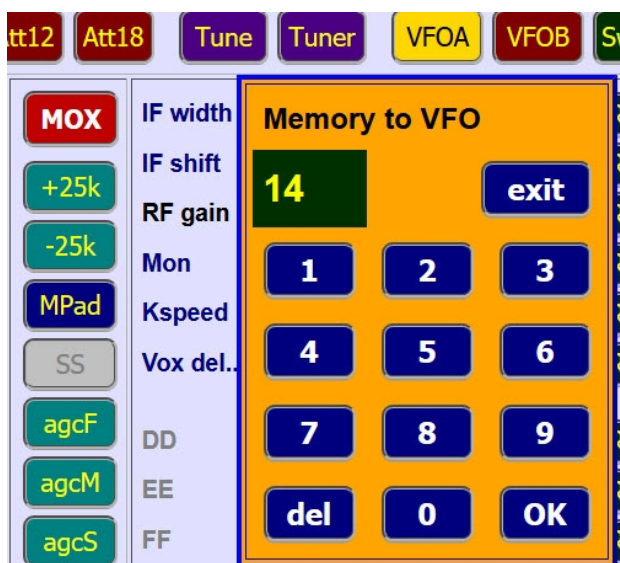 Att18 Tune Tuner VFOA VFOB
MOX
+25k
-25k
MPad
SS
agcF
agcM
agcS
IF width
IF shift
RF gain
Mon
Kspeed
Vox del..
DD
EE
FF
Memory to VFO
14 exit
1 2 3
4 5 6
7 8 9
del 0 OK